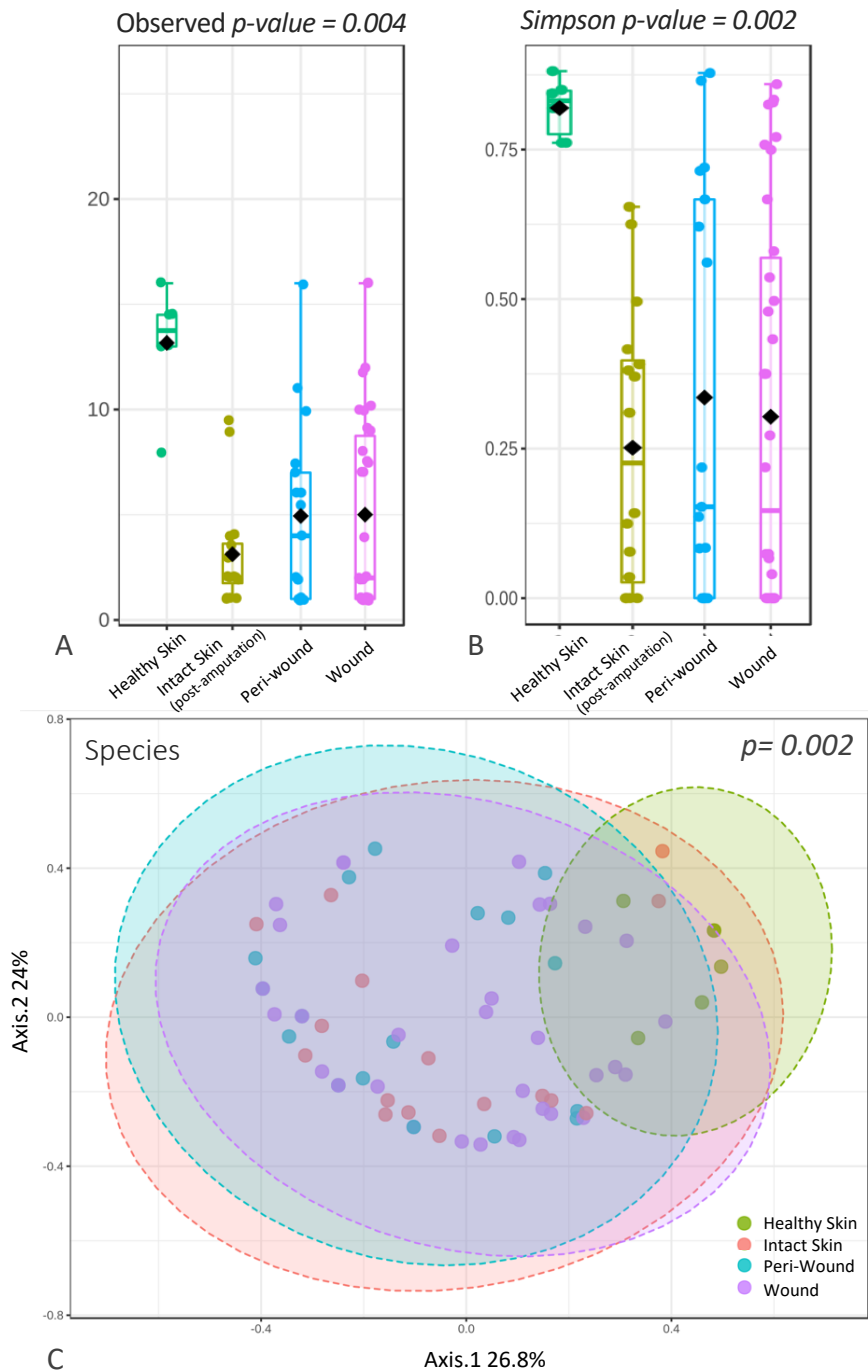 Observed p-value = 0.004
Simpson p-value = 0.002
20
10
0
0.75
0.50
0.25
0.00
A
B
Healthy Skin
Intact Skin
(post-amputation)
Peri-wound
Wound
Healthy Skin
Intact Skin
(post-amputation)
Peri-wound
Wound
Species
p= 0.002
0.8
0.4
0.0
-0.4
-0.8
Axis.2 24%
-0.4
0.0
0.4
Healthy Skin
Intact Skin
Peri-Wound
Wound
C
Axis.1 26.8%